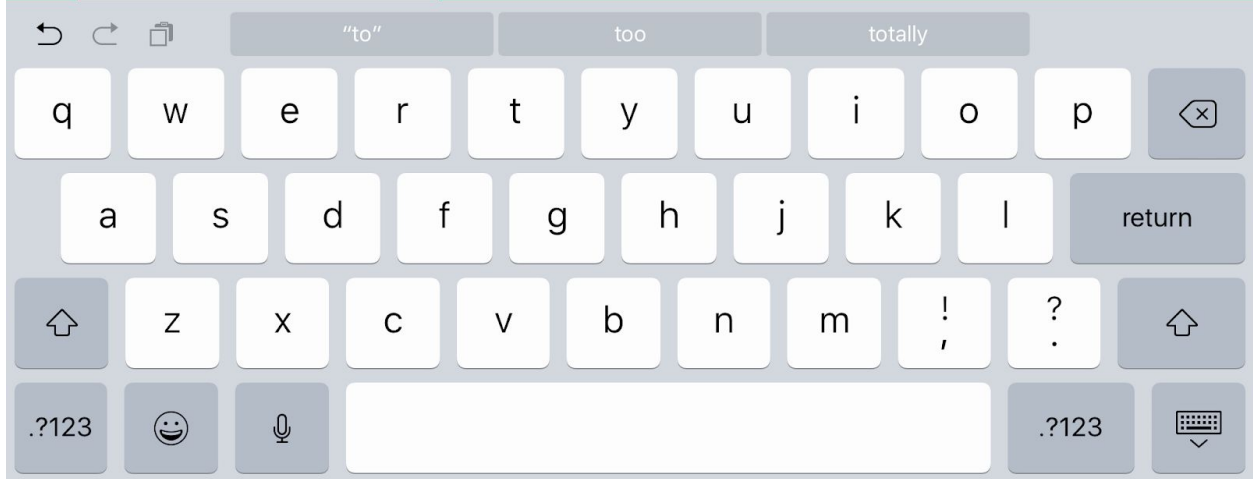 “to” too totally
q w e r t y u i o p
a s d f g h j k l return
z x c v b n m ! , ? .
.?123 .?123